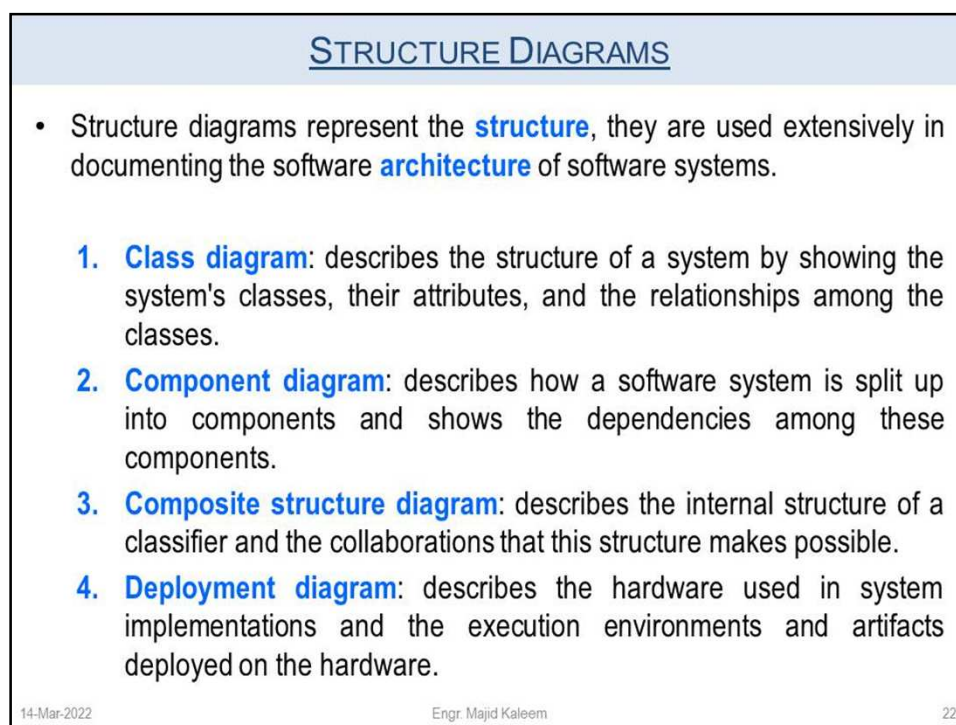 STRUCTURE DIAGRAMS
• Structure diagrams represent the structure, they are used extensively in
documenting the software architecture of software systems.
1. Class diagram: describes the structure of a system by showing the
system's classes, their attributes, and the relationships among the
classes.
2. Component diagram: describes how a software system is split up
into components and shows the dependencies among these
components.
3. Composite structure diagram: describes the internal structure of a
classifier and the collaborations that this structure makes possible.
4. Deployment diagram: describes the hardware used in system
implementations and the execution environments and artifacts
deployed on the hardware.
14-Mar-2022 Engr. Majid Kaleem 22